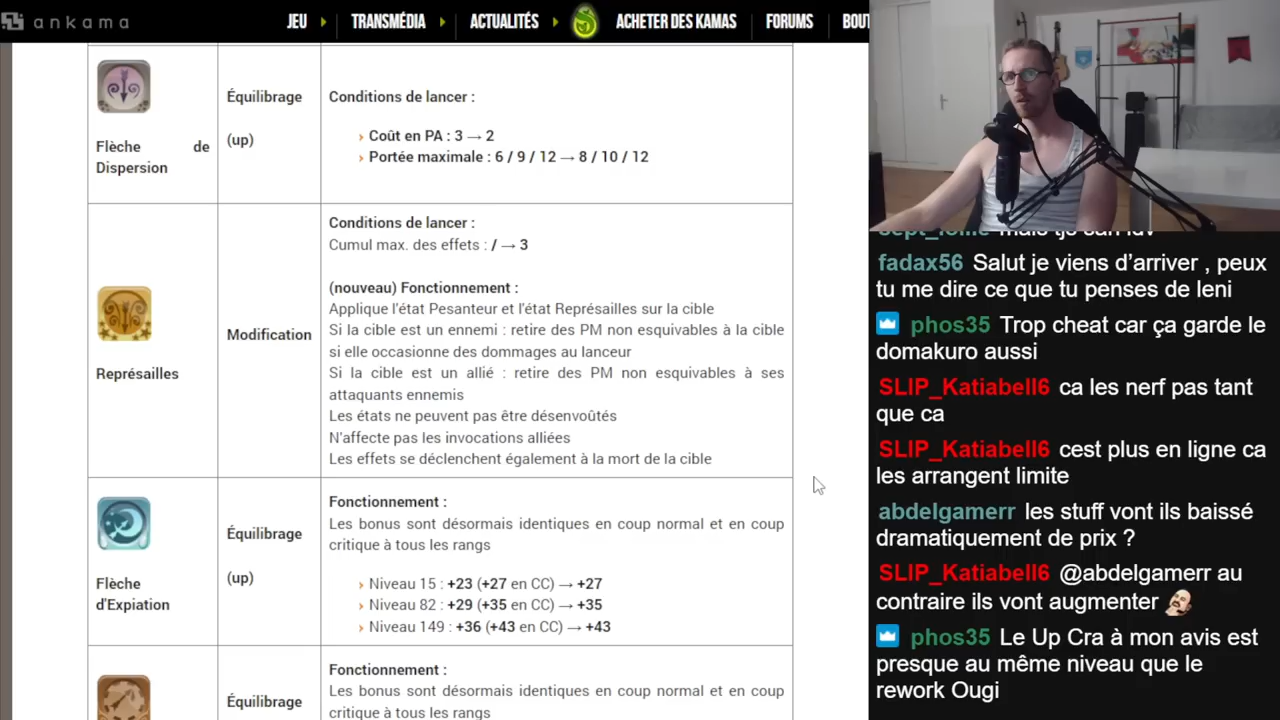 ankama
JEU
TRANSMÉDIA
ACTUALITÉS
ACHETER DES KAMAS
FORUMS
BOUT
Flèche de
Dispersion
Équilibrage
(up)
Conditions de lancer :
› Coût en PA : 3 → 2
› Portée maximale : 6 / 9 / 12 → 8 / 10 / 12
Représailles
Modification
Conditions de lancer :
Cumul max. des effets : / → 3
(nouveau) Fonctionnement :
Applique l'état Pesanteur et l'état Représailles sur la cible
Si la cible est un ennemi : retire des PM non esquivables à la cible
si elle occasionne des dommages au lanceur
Si la cible est un allié : retire des PM non esquivables à ses
attaquants ennemis
Les états ne peuvent pas être désenvoûtés
N'affecte pas les invocations alliées
Les effets se déclenchent également à la mort de la cible
Flèche
d'Expiation
Équilibrage
(up)
Fonctionnement :
Les bonus sont désormais identiques en coup normal et en coup
critique à tous les rangs
› Niveau 15 : +23 (+27 en CC) → +27
› Niveau 82 : +29 (+35 en CC) → +35
› Niveau 149 : +36 (+43 en CC) → +43
Équilibrage
Fonctionnement :
Les bonus sont désormais identiques en coup normal et en coup
critique à tous les rangs
fadax56 Salut je viens d'arriver , peux
tu me dire ce que tu penses de leni
phos35 Trop cheat car ça garde le
domakuro aussi
SLIP_Katiabell6 ca les nerf pas tant
que ca
SLIP_Katiabell6 cest plus en ligne ca
les arrangent limite
abdelgamerr les stuff vont ils baissé
dramatiquement de prix ?
SLIP_Katiabell6 @abdelgamerr au
contraire ils vont augmenter
phos35 Le Up Cra à mon avis est
presque au même niveau que le
rework Ougi